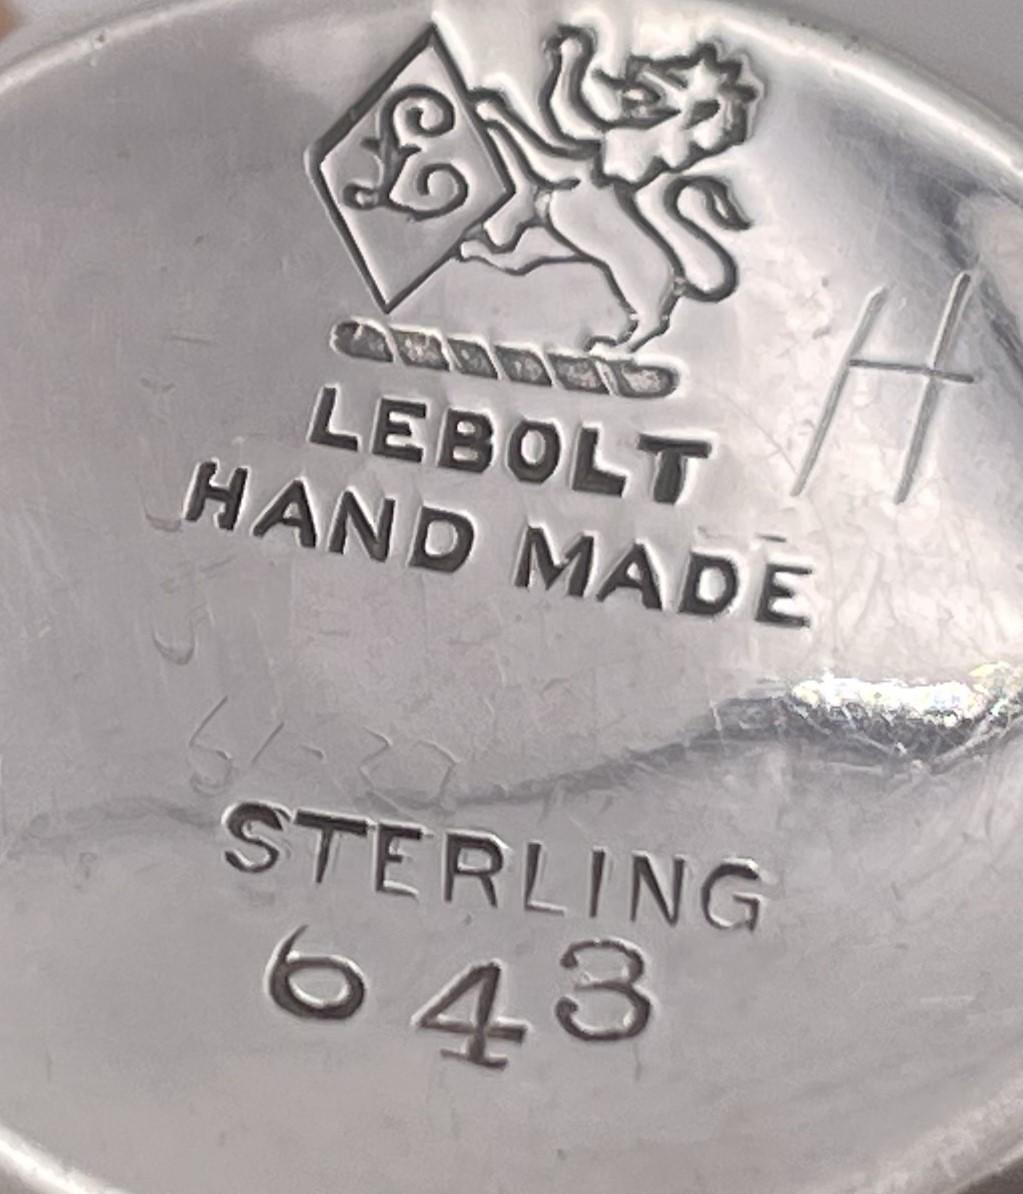 L
H
LEBOLT
HAND MADE
STERLING
643